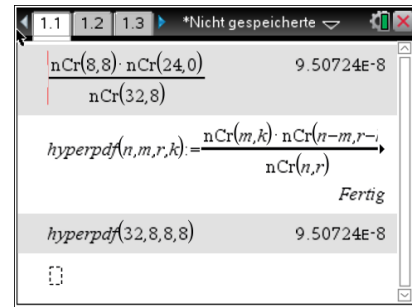 1.1 1.2 1.3 *Nicht gespeicherte
nCr(8,8)·nCr(24,0)
nCr(32,8)
9.50724E-8
hyperpdf(n,m,r,k):=
nCr(m,k)·nCr(n−m,r−
nCr(n,r)
Fertig
hyperpdf(32,8,8,8) 9.50724E-8